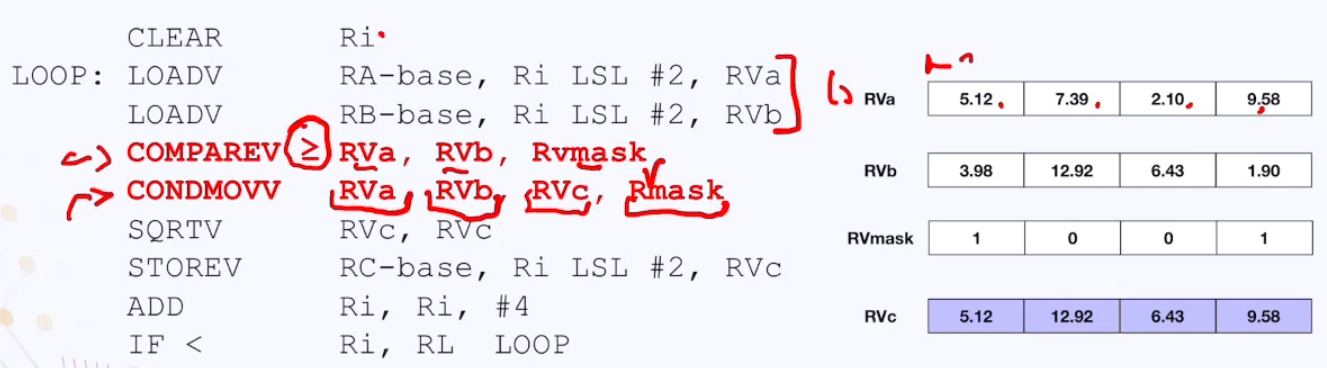 CLEAR Ri
LOOP: LOADV RA-base, Ri LSL #2, RVa
LOADV RB-base, Ri LSL #2, RVb
COMPAREV ≥ RVa, RVb, Rvmask
CONDMOVV RVa, RVb, RVc, Rmask
SQRTV RVc, RVc
STOREV RC-base, Ri LSL #2, RVc
ADD Ri, Ri, #4
IF < Ri, RL LOOP
RVa 5.12 7.39 2.10 9.58
RVb 3.98 12.92 6.43 1.90
RVmask 1 0 0 1
RVc 5.12 12.92 6.43 9.58